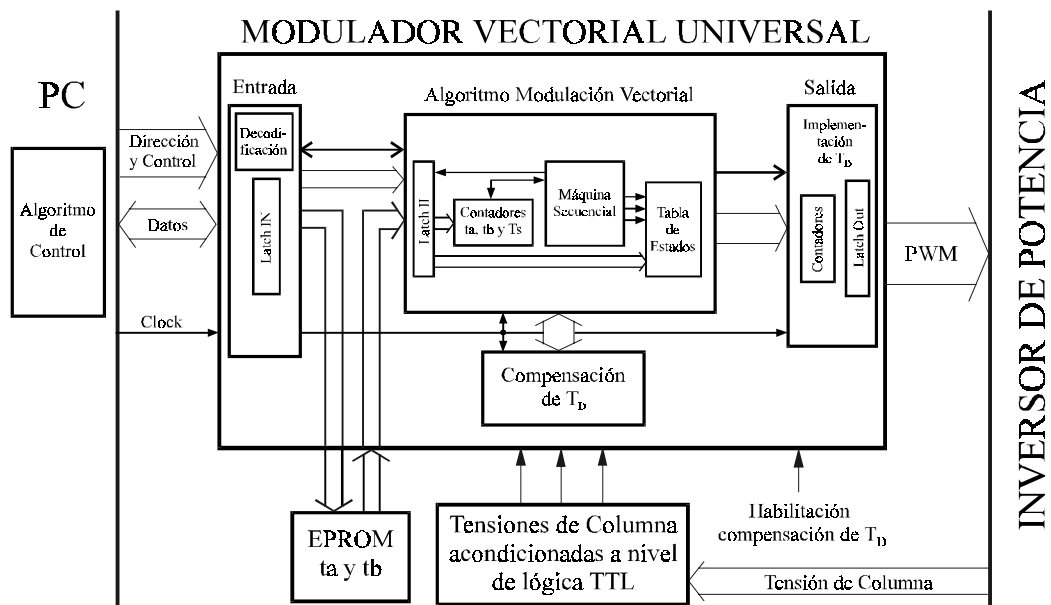 MODULADOR VECTORIAL UNIVERSAL
PC
Algoritmo
de
Control
Dirección
y Control
Datos
Clock
Entrada
Decodi-
ficación
Latch IN
Algoritmo Modulación Vectorial
Latch II
Contadores
ta, tb y Ts
Máquina
Secuencial
Tabla
de
Estados
Salida
Implemen-
tación
de TD
Contadores
Latch Out
PWM
Compensación
de TD
EPROM
ta y tb
Tensiones de Columna
acondicionadas a nivel
de lógica TTL
Habilitación
compensación de TD
Tensión de Columna
INVERSOR DE POTENCIA